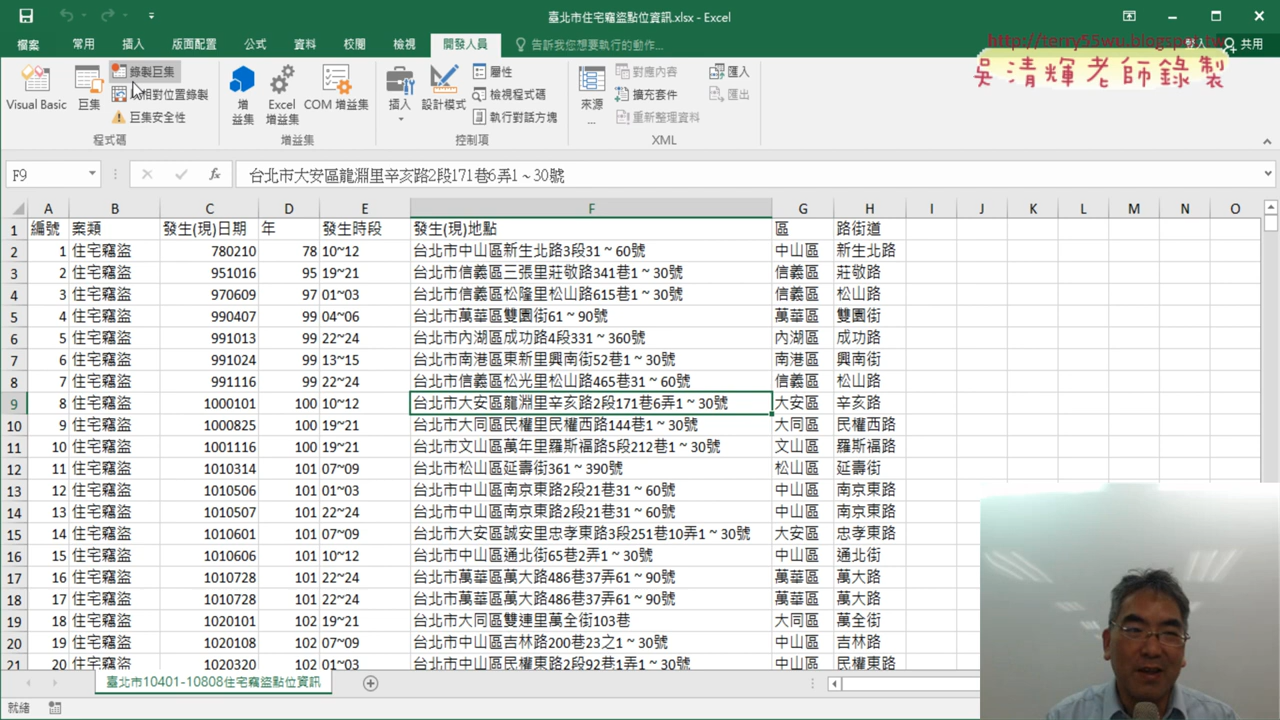 臺北市住宅竊盜點位資訊.xlsx - Excel
檔案 常用 插入 版面配置 公式 資料 校閱 檢視 開發人員 告訴我您想要執行的動作... 共用
http://terry55wu.blogspot.tw
吳清輝老師錄製
Visual Basic 巨集 錄製巨集 用相對位置錄製 巨集安全性 程式碼
增益集 Excel 增益集 COM 增益集 增益集
插入 設計模式 屬性 檢視程式碼 執行對話方塊 控制項
來源... 對應內容 擴充套件 重新整理資料 匯入 匯出 XML
F9 fx 台北市大安區龍淵里辛亥路2段171巷6弄1 ~ 30號
A B C D E F G H I J K L M N O
1 編號 案類 發生(現)日期 年 發生時段 發生(現)地點 區 路街道
2 1 住宅竊盜 780210 78 10~12 台北市中山區新生北路3段31 ~ 60號 中山區 新生北路
3 2 住宅竊盜 951016 95 19~21 台北市信義區三張里莊敬路341巷1 ~ 30號 信義區 莊敬路
4 3 住宅竊盜 970609 97 01~03 台北市信義區松隆里松山路615巷1 ~ 30號 信義區 松山路
5 4 住宅竊盜 990407 99 04~06 台北市萬華區雙園街61 ~ 90號 萬華區 雙園街
6 5 住宅竊盜 991013 99 22~24 台北市內湖區成功路4段331 ~ 360號 內湖區 成功路
7 6 住宅竊盜 991024 99 13~15 台北市南港區東新里興南街52巷1 ~ 30號 南港區 興南街
8 7 住宅竊盜 991116 99 22~24 台北市信義區松光里松山路465巷31 ~ 60號 信義區 松山路
9 8 住宅竊盜 1000101 100 10~12 台北市大安區龍淵里辛亥路2段171巷6弄1 ~ 30號 大安區 辛亥路
10 9 住宅竊盜 1000825 100 19~21 台北市大同區民權里民權西路144巷1 ~ 30號 大同區 民權西路
11 10 住宅竊盜 1001116 100 19~21 台北市文山區萬年里羅斯福路5段212巷1 ~ 30號 文山區 羅斯福路
12 11 住宅竊盜 1010314 101 07~09 台北市松山區延壽街361 ~ 390號 松山區 延壽街
13 12 住宅竊盜 1010506 101 01~03 台北市中山區南京東路2段21巷31 ~ 60號 中山區 南京東路
14 13 住宅竊盜 1010507 101 22~24 台北市中山區南京東路2段21巷31 ~ 60號 中山區 南京東路
15 14 住宅竊盜 1010601 101 07~09 台北市大安區誠安里忠孝東路3段251巷10弄1 ~ 30號 大安區 忠孝東路
16 15 住宅竊盜 1010606 101 10~12 台北市中山區通北街65巷2弄1 ~ 30號 中山區 通北街
17 16 住宅竊盜 1010728 101 22~24 台北市萬華區萬大路486巷37弄61 ~ 90號 萬華區 萬大路
18 17 住宅竊盜 1010728 101 22~24 台北市萬華區萬大路486巷37弄61 ~ 90號 萬華區 萬大路
19 18 住宅竊盜 1020101 102 19~21 台北市大同區雙連里萬全街103巷 大同區 萬全街
20 19 住宅竊盜 1020108 102 07~09 台北市中山區吉林路200巷23之1 ~ 30號 中山區 吉林路
21 20 住宅竊盜 1020320 102 01~03 台北市中山區民權東路2段92巷1弄1 ~ 30號 中山區 民權東路
臺北市10401-10808住宅竊盜點位資訊
就緒